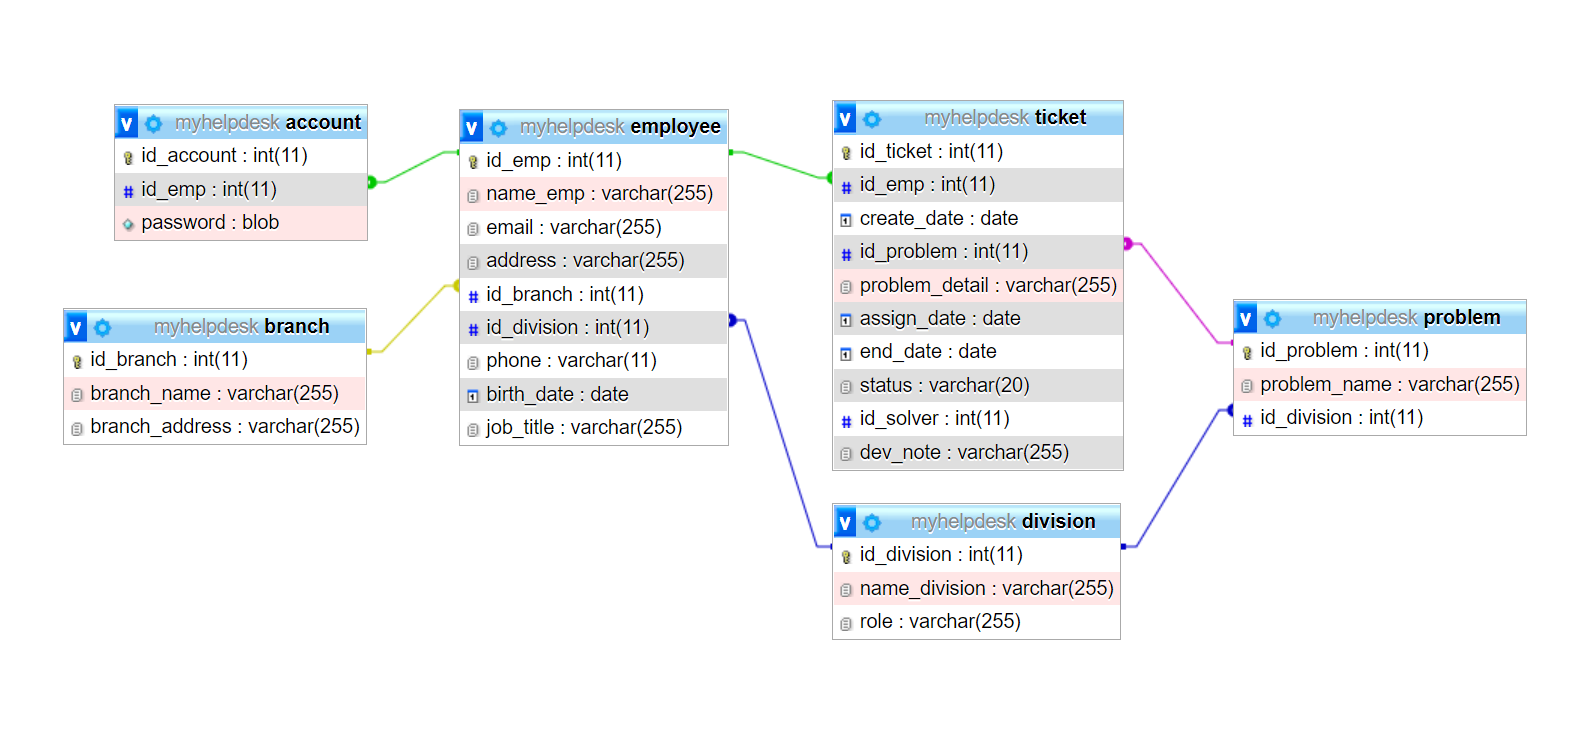 v myhelpdesk account
id_account : int(11)
# id_emp : int(11)
password : blob
v myhelpdesk branch
id_branch : int(11)
branch_name : varchar(255)
branch_address : varchar(255)
v myhelpdesk employee
id_emp : int(11)
name_emp : varchar(255)
email : varchar(255)
address : varchar(255)
# id_branch : int(11)
# id_division : int(11)
phone : varchar(11)
birth_date : date
job_title : varchar(255)
v myhelpdesk ticket
id_ticket : int(11)
# id_emp : int(11)
create_date : date
# id_problem : int(11)
problem_detail : varchar(255)
assign_date : date
end_date : date
status : varchar(20)
# id_solver : int(11)
dev_note : varchar(255)
v myhelpdesk division
id_division : int(11)
name_division : varchar(255)
role : varchar(255)
v myhelpdesk problem
id_problem : int(11)
problem_name : varchar(255)
# id_division : int(11)